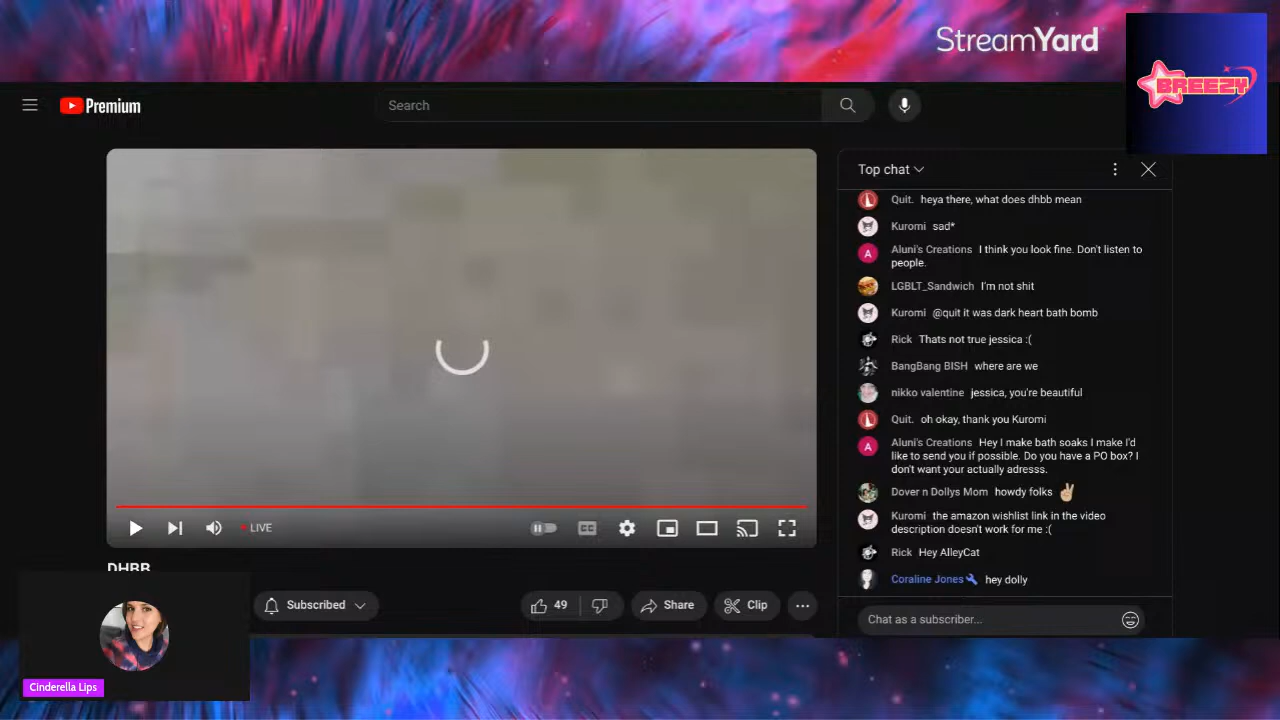 StreamYard
BREEZY
Premium
Search
Top chat
Quit. heya there, what does dhbb mean
Kuromi sad*
Aluni's Creations I think you look fine. Don't listen to
people.
LGBLT_Sandwich I'm not shit
Kuromi @quit it was dark heart bath bomb
Rick Thats not true jessica :(
BangBang BISH where are we
nikko valentine jessica, you're beautiful
Quit. oh okay, thank you Kuromi
Aluni's Creations Hey I make bath soaks I make I'd
like to send you if possible. Do you have a PO box? I
don't want your actually adresss.
Dover n Dollys Mom howdy folks ✌🏼
Kuromi the amazon wishlist link in the video
description doesn't work for me :(
Rick Hey AlleyCat
Coraline Jones hey dolly
Chat as a subscriber...
LIVE
CC
DHBB
Subscribed
49
Share
Clip
Cinderella Lips